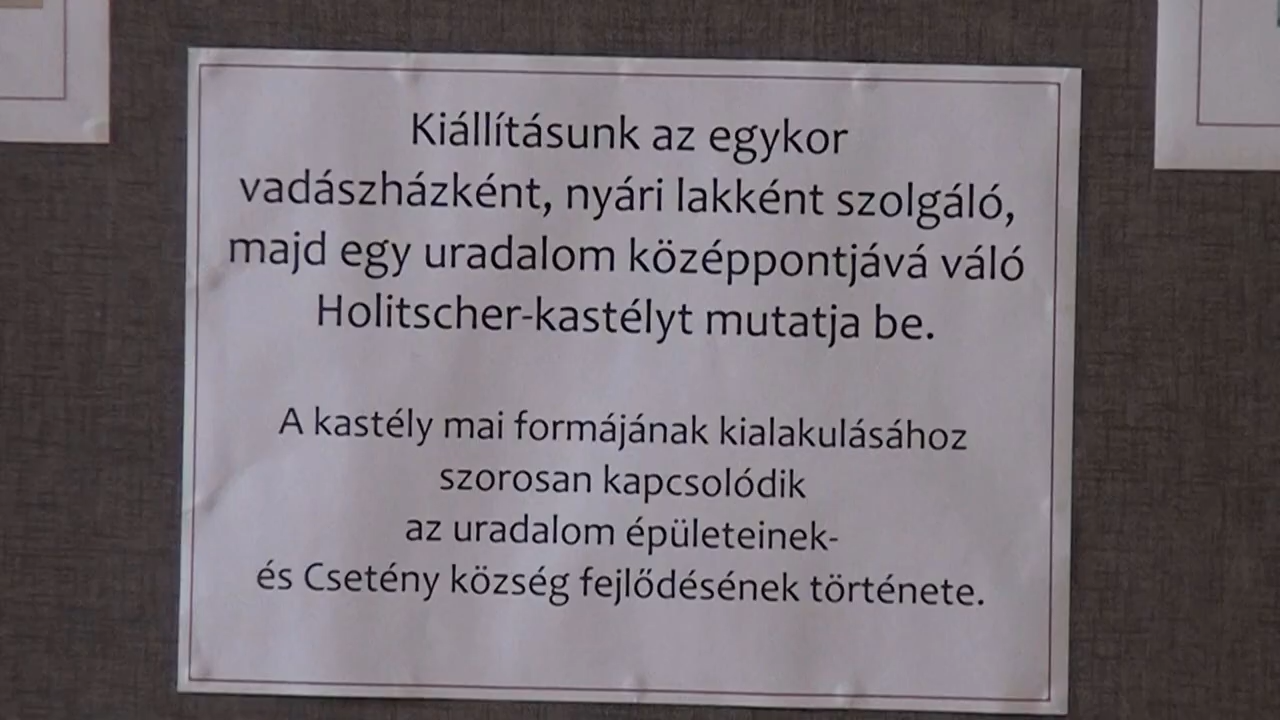 Kiállításunk az egykor
vadászházként, nyári lakként szolgáló,
majd egy uradalom középpontjává váló
Holitscher-kastélyt mutatja be.
A kastély mai formájának kialakulásához
szorosan kapcsolódik
az uradalom épületeinek-
és Csetény község fejlődésének története.